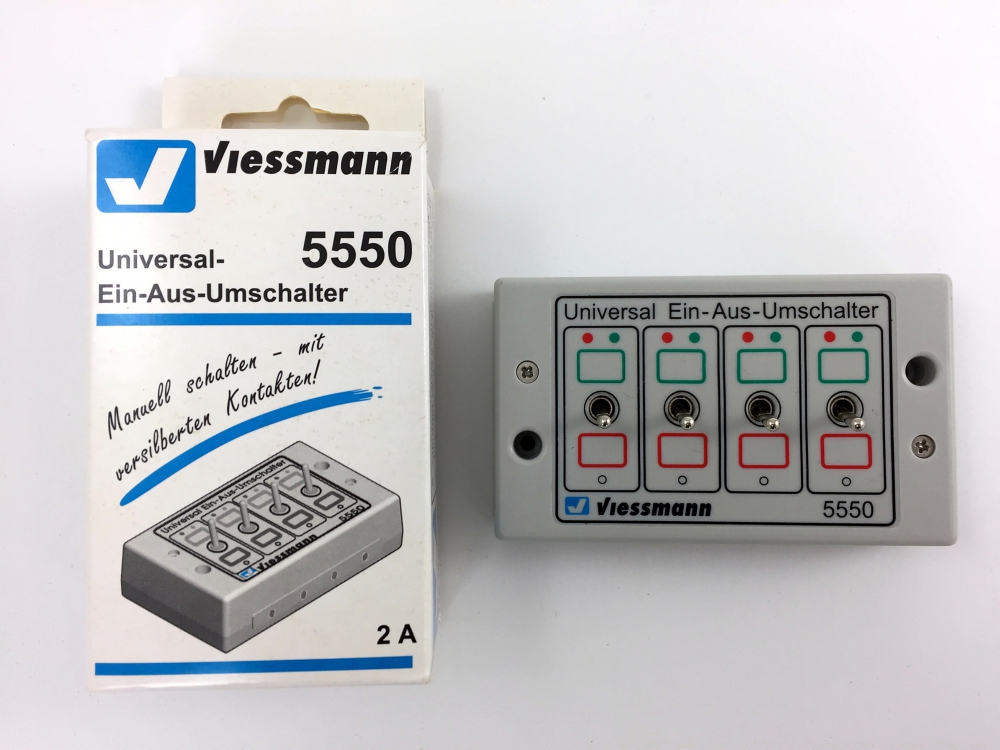 Viessmann
5550
Universal-
Ein-Aus-Umschalter
Manuell schalten - mit
versilberten Kontakten!
Universal Ein-Aus-Umschalter
Viessmann
5550
2 A
Universal Ein-Aus-Umschalter
Viessmann
5550